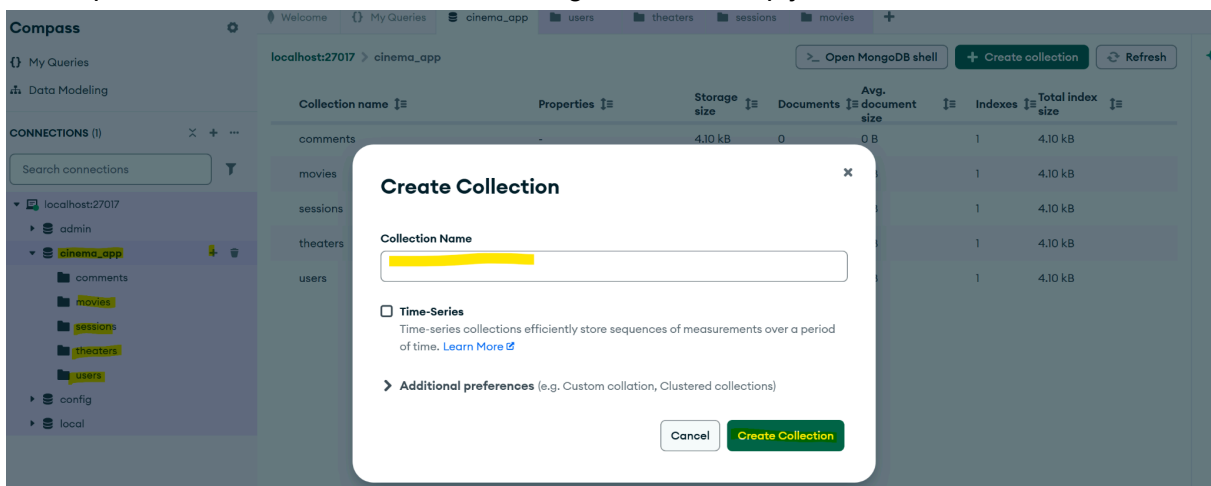 Compass
Welcome {} My Queries cinema_app users theaters sessions movies +
{} My Queries
localhost:27017 > cinema_app
>_ Open MongoDB shell + Create collection Refresh
Data Modeling
Collection name Properties Storage size Documents Avg. document size Indexes Total index size
CONNECTIONS (1) × + ...
comments - 4.10 kB 0 0 B 1 4.10 kB
Search connections
movies 1 4.10 kB
Create Collection
localhost:27017
sessions 1 4.10 kB
admin
Collection Name
theaters 1 4.10 kB
cinema_app +
comments
users 1 4.10 kB
movies
Time-Series
sessions
Time-series collections efficiently store sequences of measurements over a period
of time. Learn More
theaters
users
Additional preferences (e.g. Custom collation, Clustered collections)
config
local
Cancel Create Collection